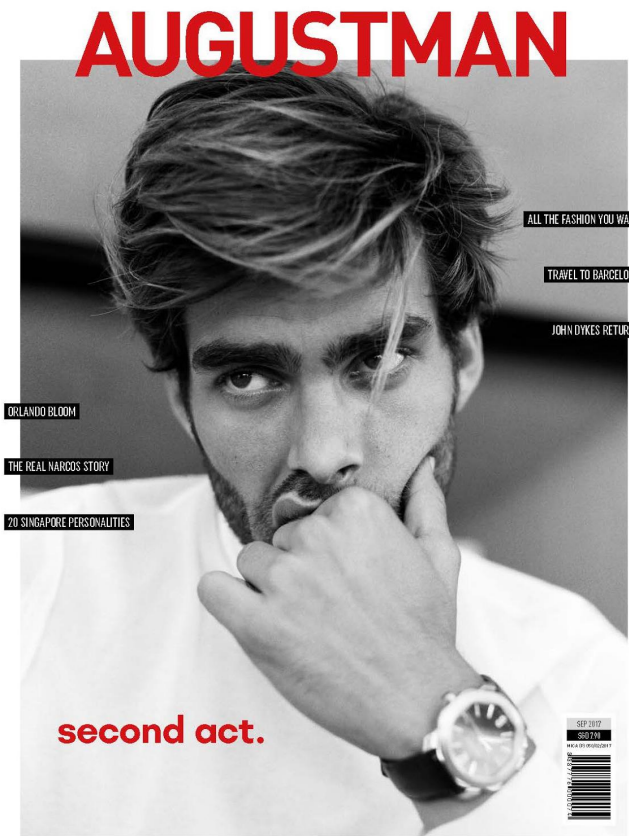 AUGUSTMAN
ALL THE FASHION YOU WA
TRAVEL TO BARCELO
JOHN DYKES RETUR
ORLANDO BLOOM
THE REAL NARCOS STORY
20 SINGAPORE PERSONALITIES
second act.
SEP 2017
SGD 7.90